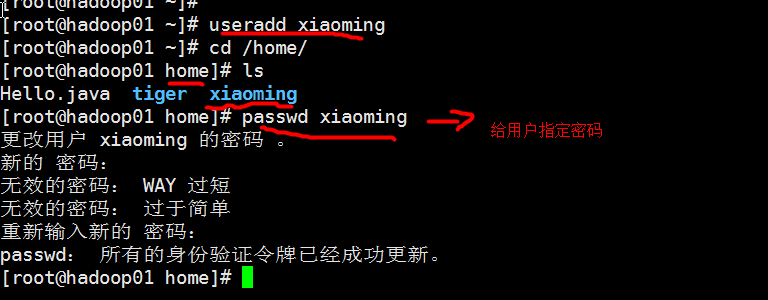 [root@hadoop01 ~]#
[root@hadoop01 ~]# useradd xiaoming
[root@hadoop01 ~]# cd /home/
[root@hadoop01 home]# ls
Hello.java tiger xiaoming
[root@hadoop01 home]# passwd xiaoming 给用户指定密码
更改用户 xiaoming 的密码 。
新的 密码：
无效的密码： WAY 过短
无效的密码： 过于简单
重新输入新的 密码：
passwd： 所有的身份验证令牌已经成功更新。
[root@hadoop01 home]#